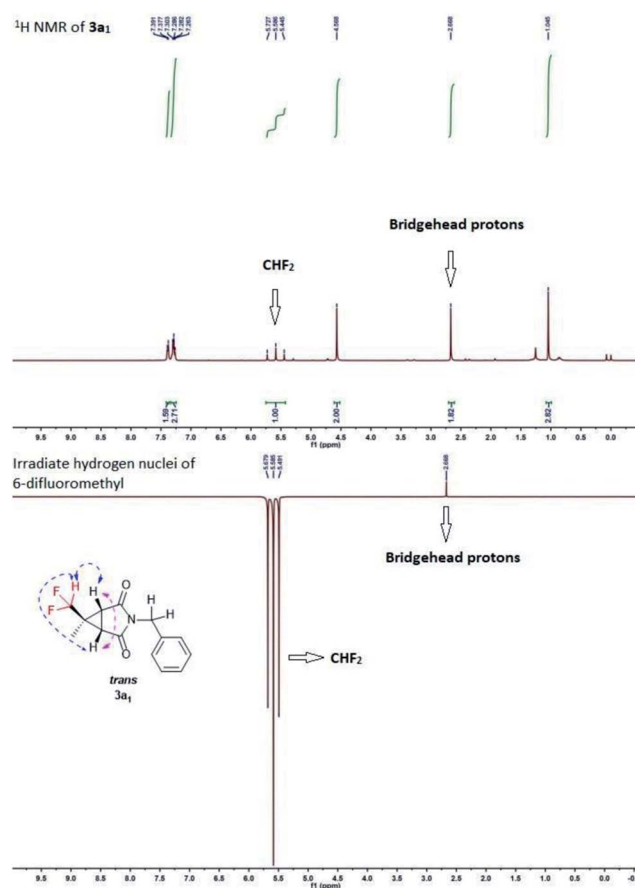 ¹H NMR of 3a₁
7.391
7.377
7.303
7.286
7.282
7.263
5.727
5.586
5.445
4.569
2.668
1.045
Bridgehead protons
CHF₂
1.59
2.71
1.00
2.00
1.82
2.82
9.5 9.0 8.5 8.0 7.5 7.0 6.5 6.0 5.5 5.0 4.5 4.0 3.5 3.0 2.5 2.0 1.5 1.0 0.5 0.0
f1 (ppm)
Irradiate hydrogen nuclei of
6-difluoromethyl
5.679
5.585
5.491
2.668
Bridgehead protons
F H H O H
F N H
H O
CHF₂
trans
3a₁
9.5 9.0 8.5 8.0 7.5 7.0 6.5 6.0 5.5 5.0 4.5 4.0 3.5 3.0 2.5 2.0 1.5 1.0 0.5 0.0
f1 (ppm)